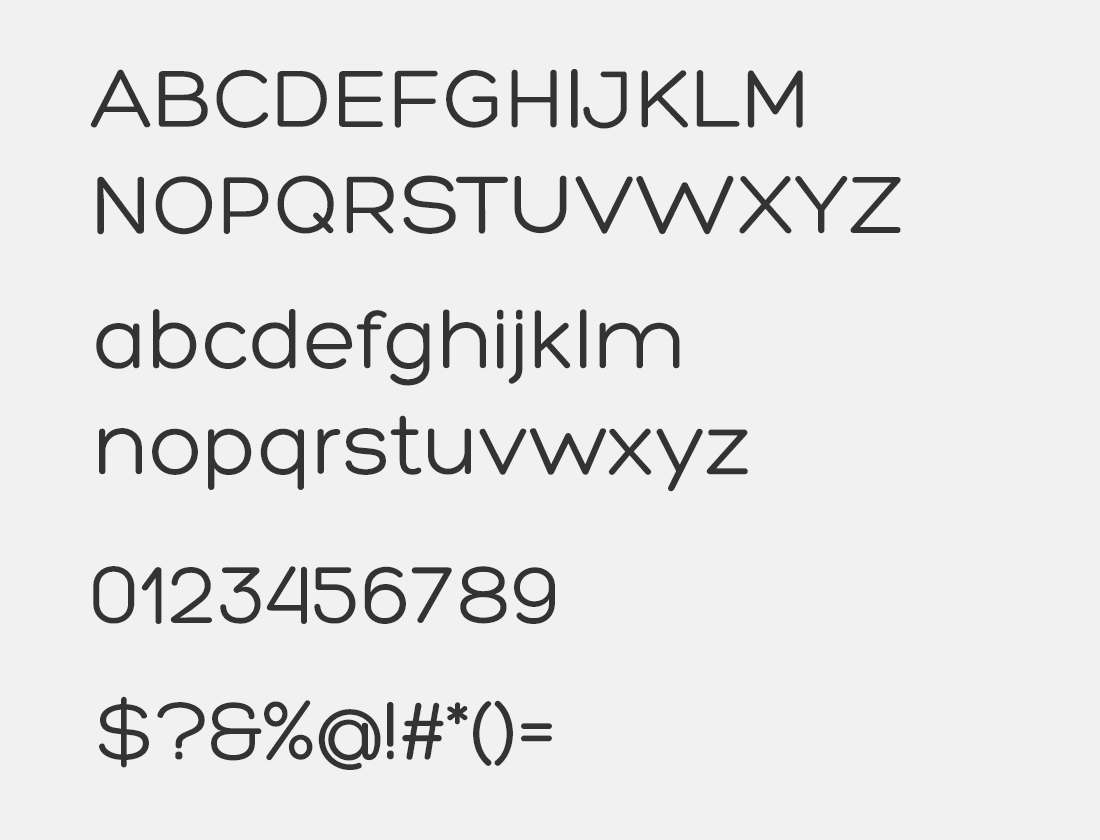 ABCDEFGHIJKLM
NOPQRSTUVWXYZ
abcdefghijklm
nopqrstuvwxyz
0123456789
$?&%@!#*()=